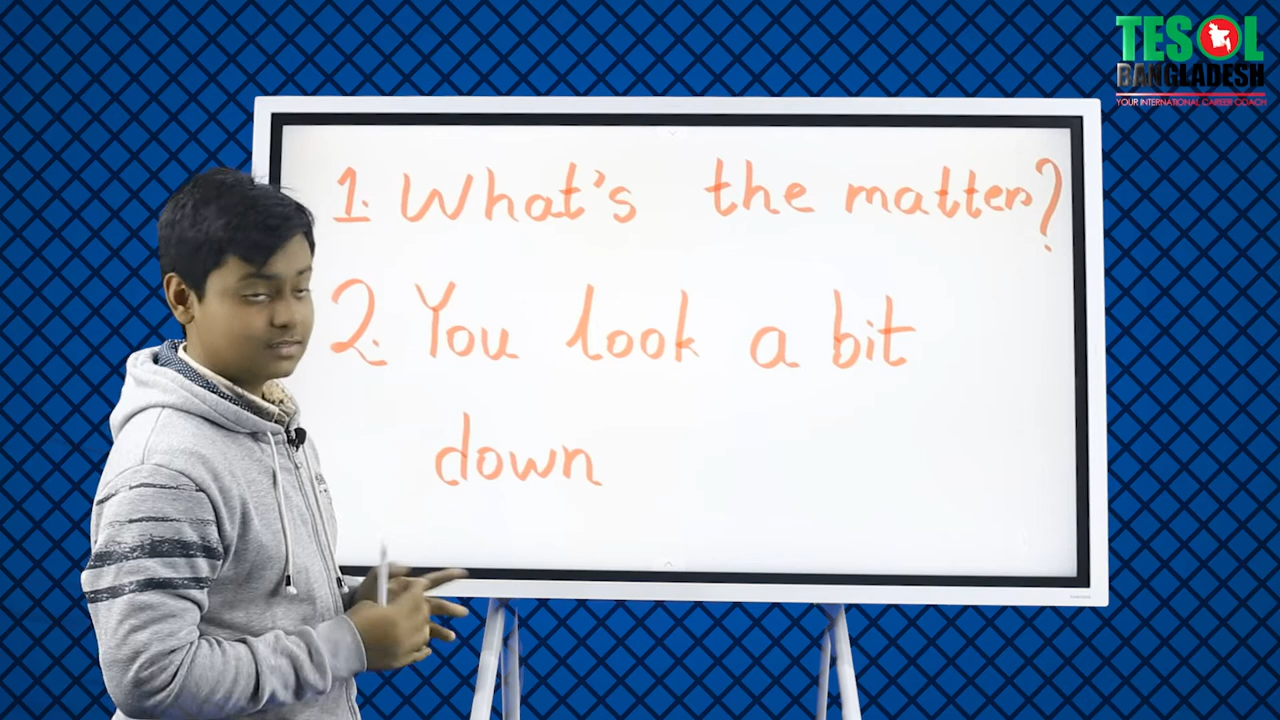 TESOL
BANGLADESH
YOUR INTERNATIONAL CAREER COACH
1. What's the matter?
2. You look a bit
down